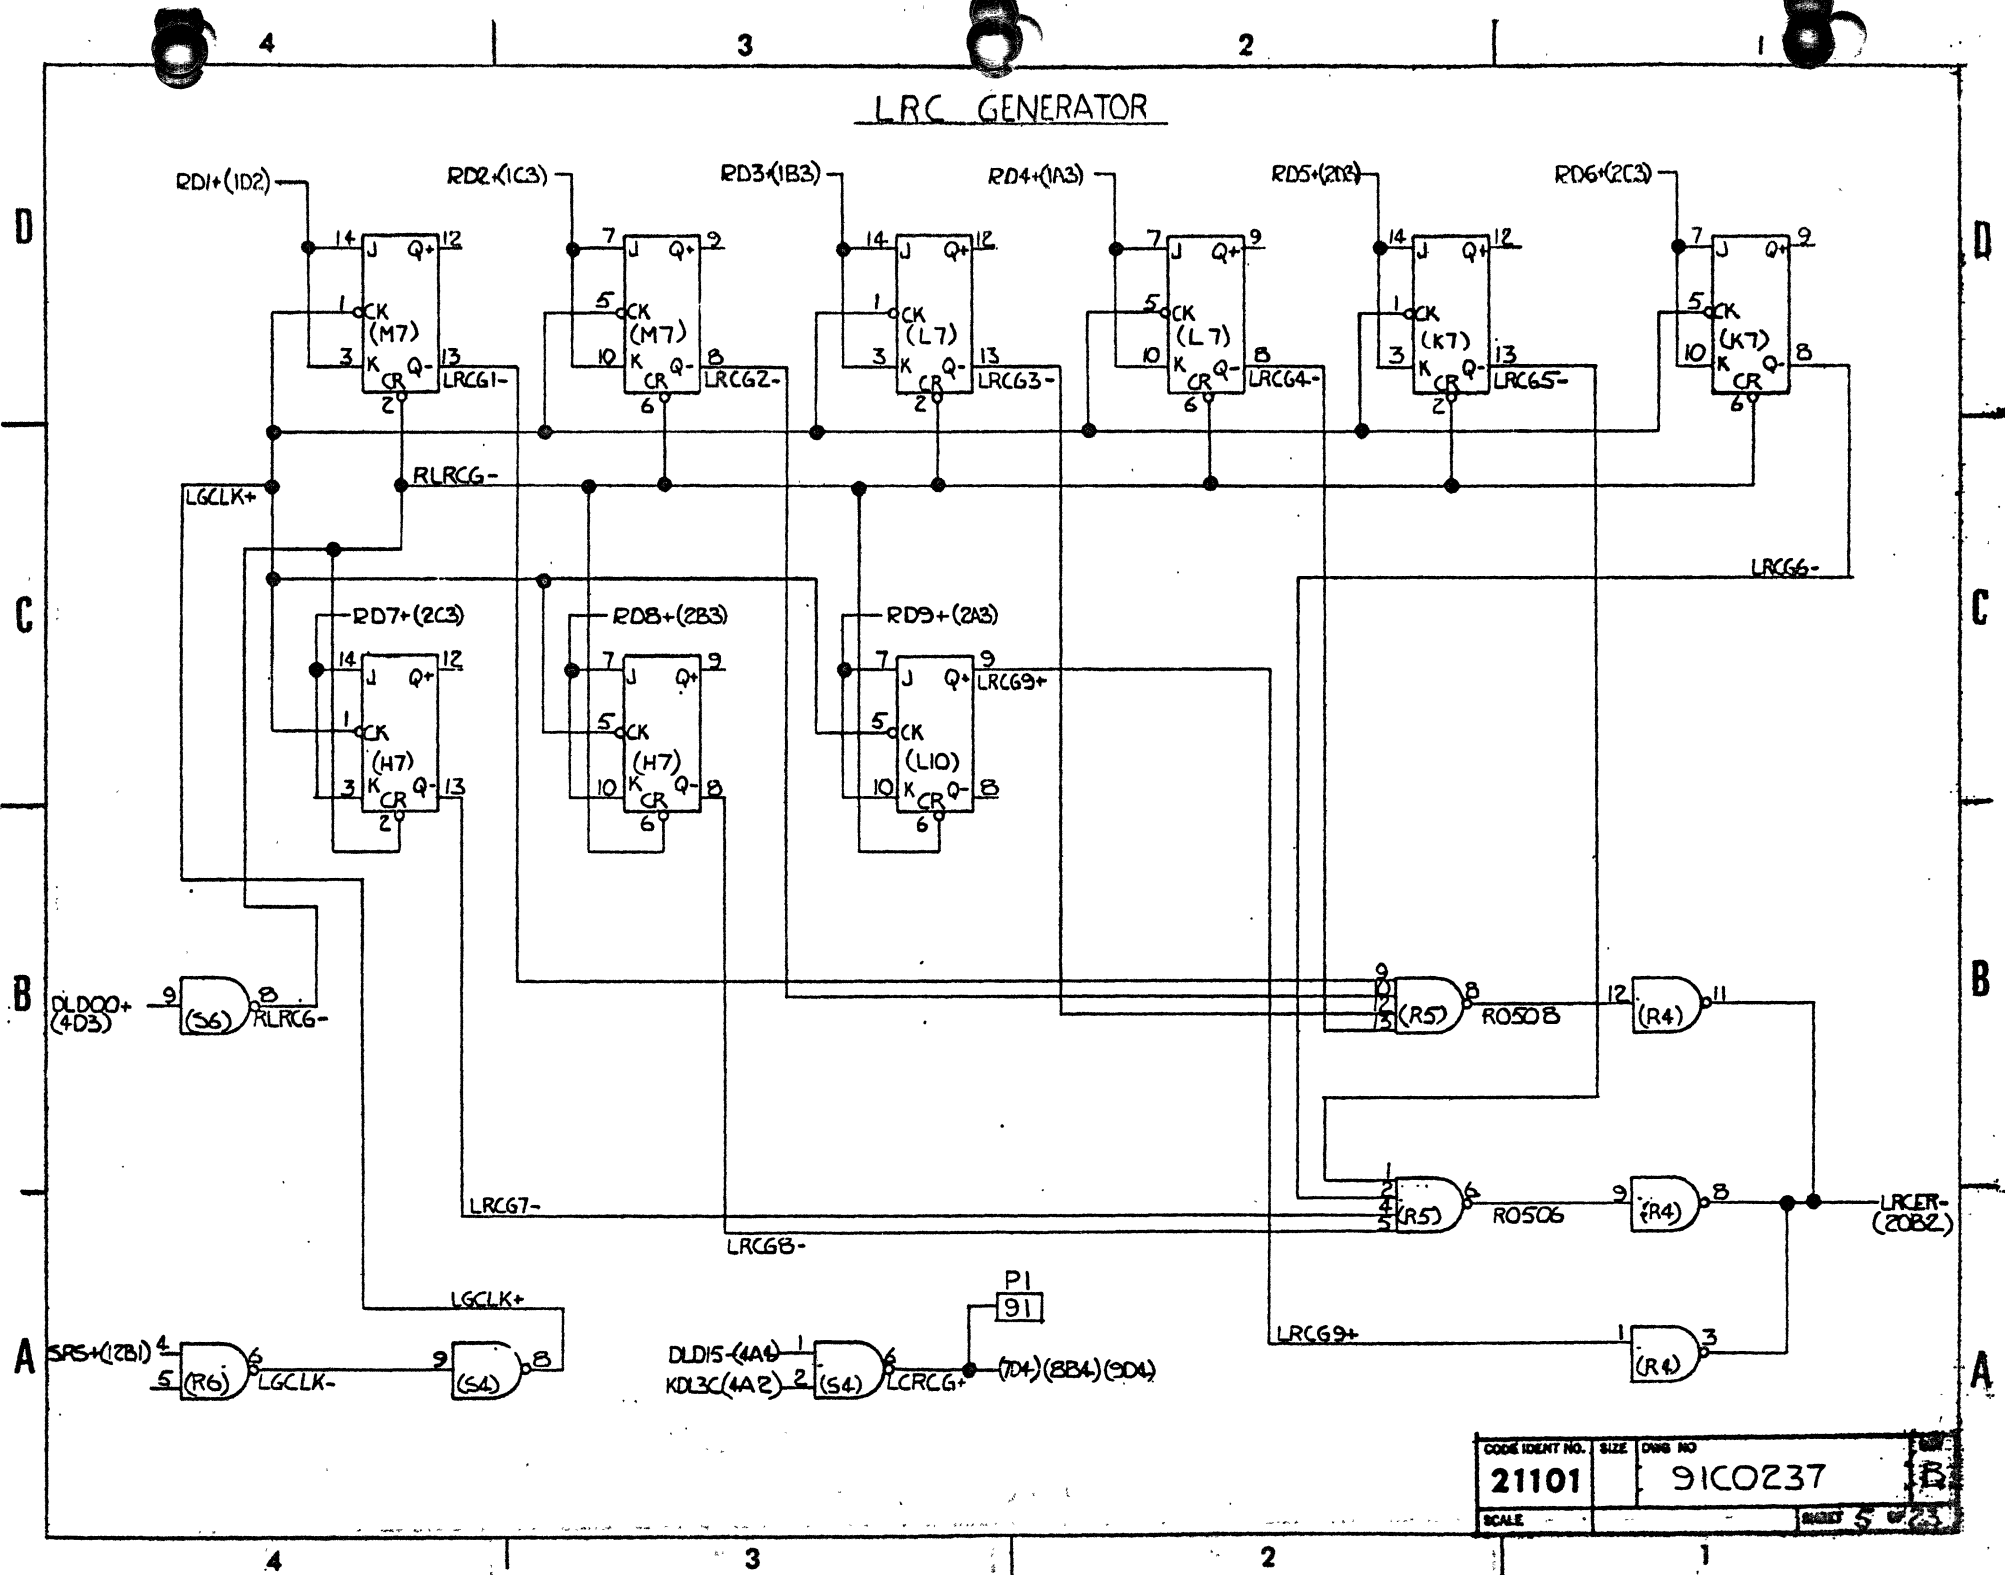 4 3 2 1
LRC GENERATOR
RD1+(1D2) RD2+(1C3) RD3+(1B3) RD4+(1A3) RD5+(2D3) RD6+(2C3)
D D
14 J Q+ 12 7 J Q+ 9 14 J Q+ 12 7 J Q+ 9 14 J Q+ 12 7 J Q+ 9
1 CK 5 CK 1 CK 5 CK 1 CK 5 CK
(M7) (M7) (L7) (L7) (K7) (K7)
3 K Q- 13 10 K Q- 8 3 K Q- 13 10 K Q- 8 3 K Q- 13 10 K Q- 8
CR LRCG1- CR LRCG2- CR LRCG3- CR LRCG4- CR LRCG5- CR
2 6 2 6 2 6
RLRCG-
LGCLK+
LRCG6-
C C
RD7+(2C3) RD8+(2B3) RD9+(2A3)
14 J Q+ 12 7 J Q+ 9 7 J Q+ 9
LRCG9+
1 CK 5 CK 5 CK
(H7) (H7) (L10)
3 K Q- 13 10 K Q- 8 10 K Q- 8
CR CR CR
2 6 6
B B
DLD00+ 9 (S6) 8 RLRCG-
(4D3)
9 10 12 13 (R5) 8 R0508 12 (R4) 11
1 2 4 5 (R5) 6 R0506 9 (R4) 8 LRCER-
(20B2)
LRCG7-
LRCG8-
P1
91
LGCLK+
A A
SRS+(12B1) 4 5 (R6) 6 LGCLK- 9 (S4) 8
DLD15-(4A4) 1 (S4) 6 LCRCG+ (7D4)(8B4)(9D4)
KDL3C(4A2) 2
LRCG9+ 1 (R4) 3
CODE IDENT NO. SIZE DWG NO
21101 91C0237 B
SCALE SHEET 5 OF 23
4 3 2 1